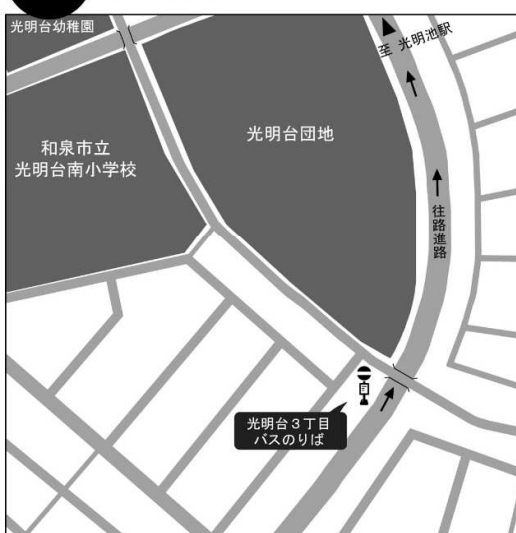 光明台幼稚園
至 光明池駅
和泉市立
光明台南小学校
光明台団地
往路進路
光明台3丁目
バスのりば